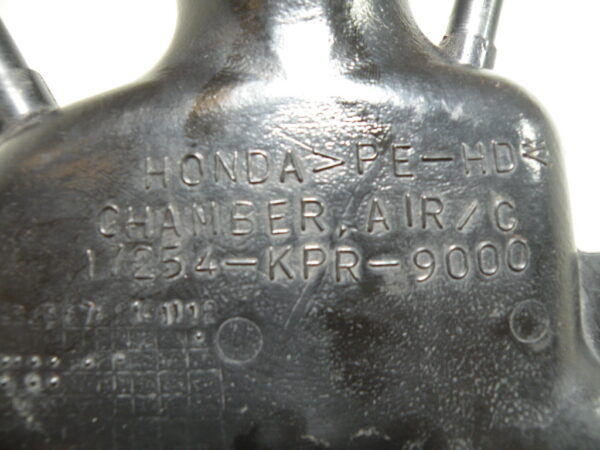 HONDA >PE-HD<
CHAMBER, AIR/C
17254-KPR-9000